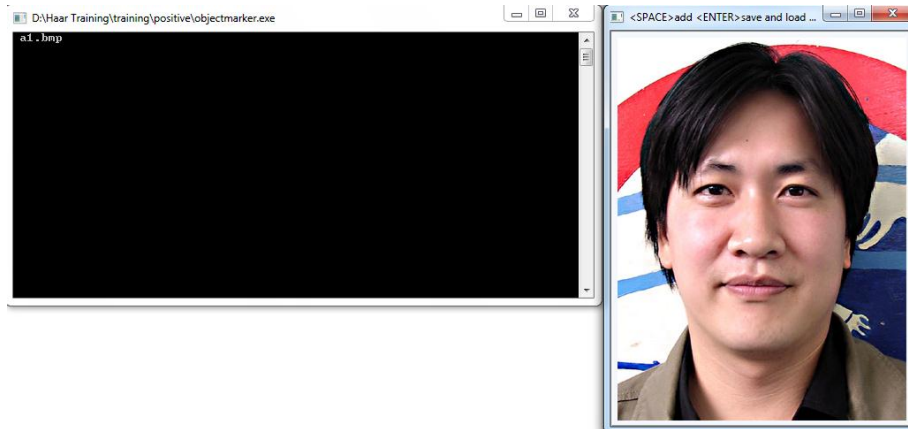 D:\Haar Training\training\positive\objectmarker.exe
a1.bmp
<SPACE>add <ENTER>save and load ...